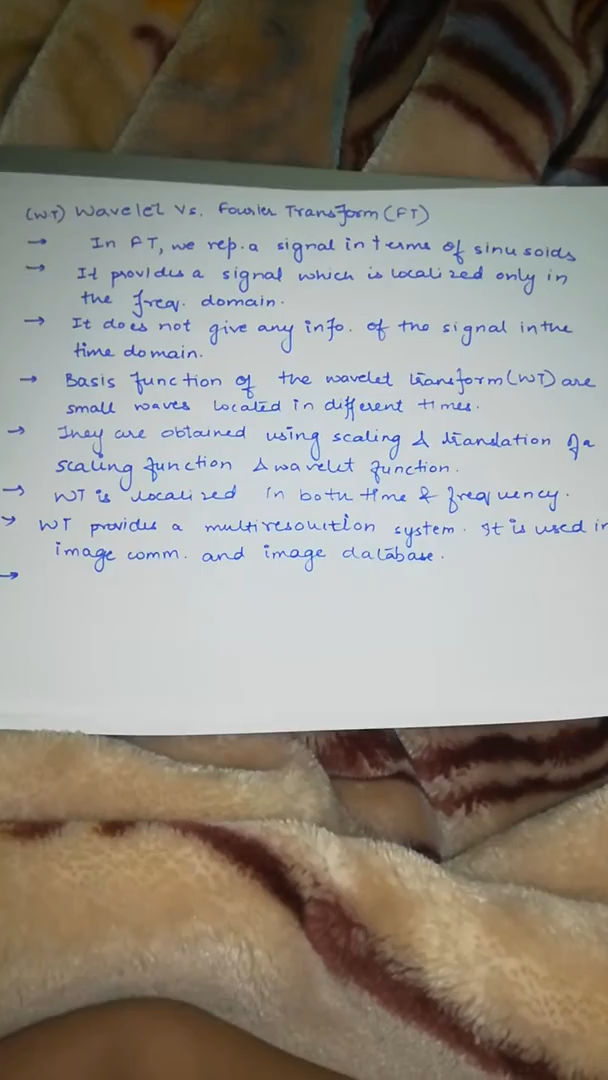 (WT) Wavelet Vs. Fourier Transform (FT)
→ In FT, we rep. a signal in terms of sinusoids
→ It provides a signal which is localized only in
the freq. domain.
→ It does not give any info. of the signal in the
time domain.
→ Basis function of the wavelet transform (WT) are
small waves located in different times.
→ They are obtained using scaling & translation of a
scaling function & wavelet function.
→ WT is localized in both time & frequency.
→ WT provides a multiresolution system. It is used in
image comm. and image database.
→